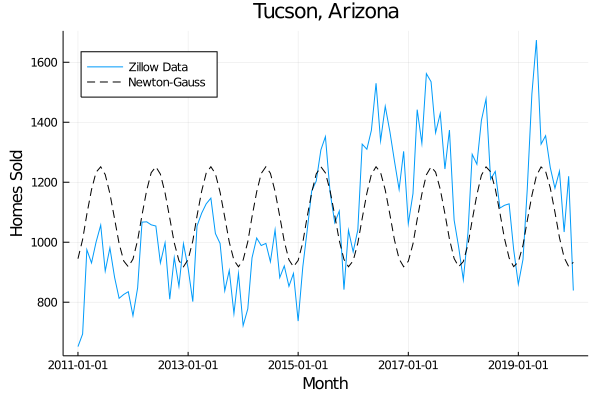 Tucson, Arizona
Zillow Data
Newton-Gauss
Homes Sold
1600
1400
1200
1000
800
2011-01-01
2013-01-01
2015-01-01
2017-01-01
2019-01-01
Month